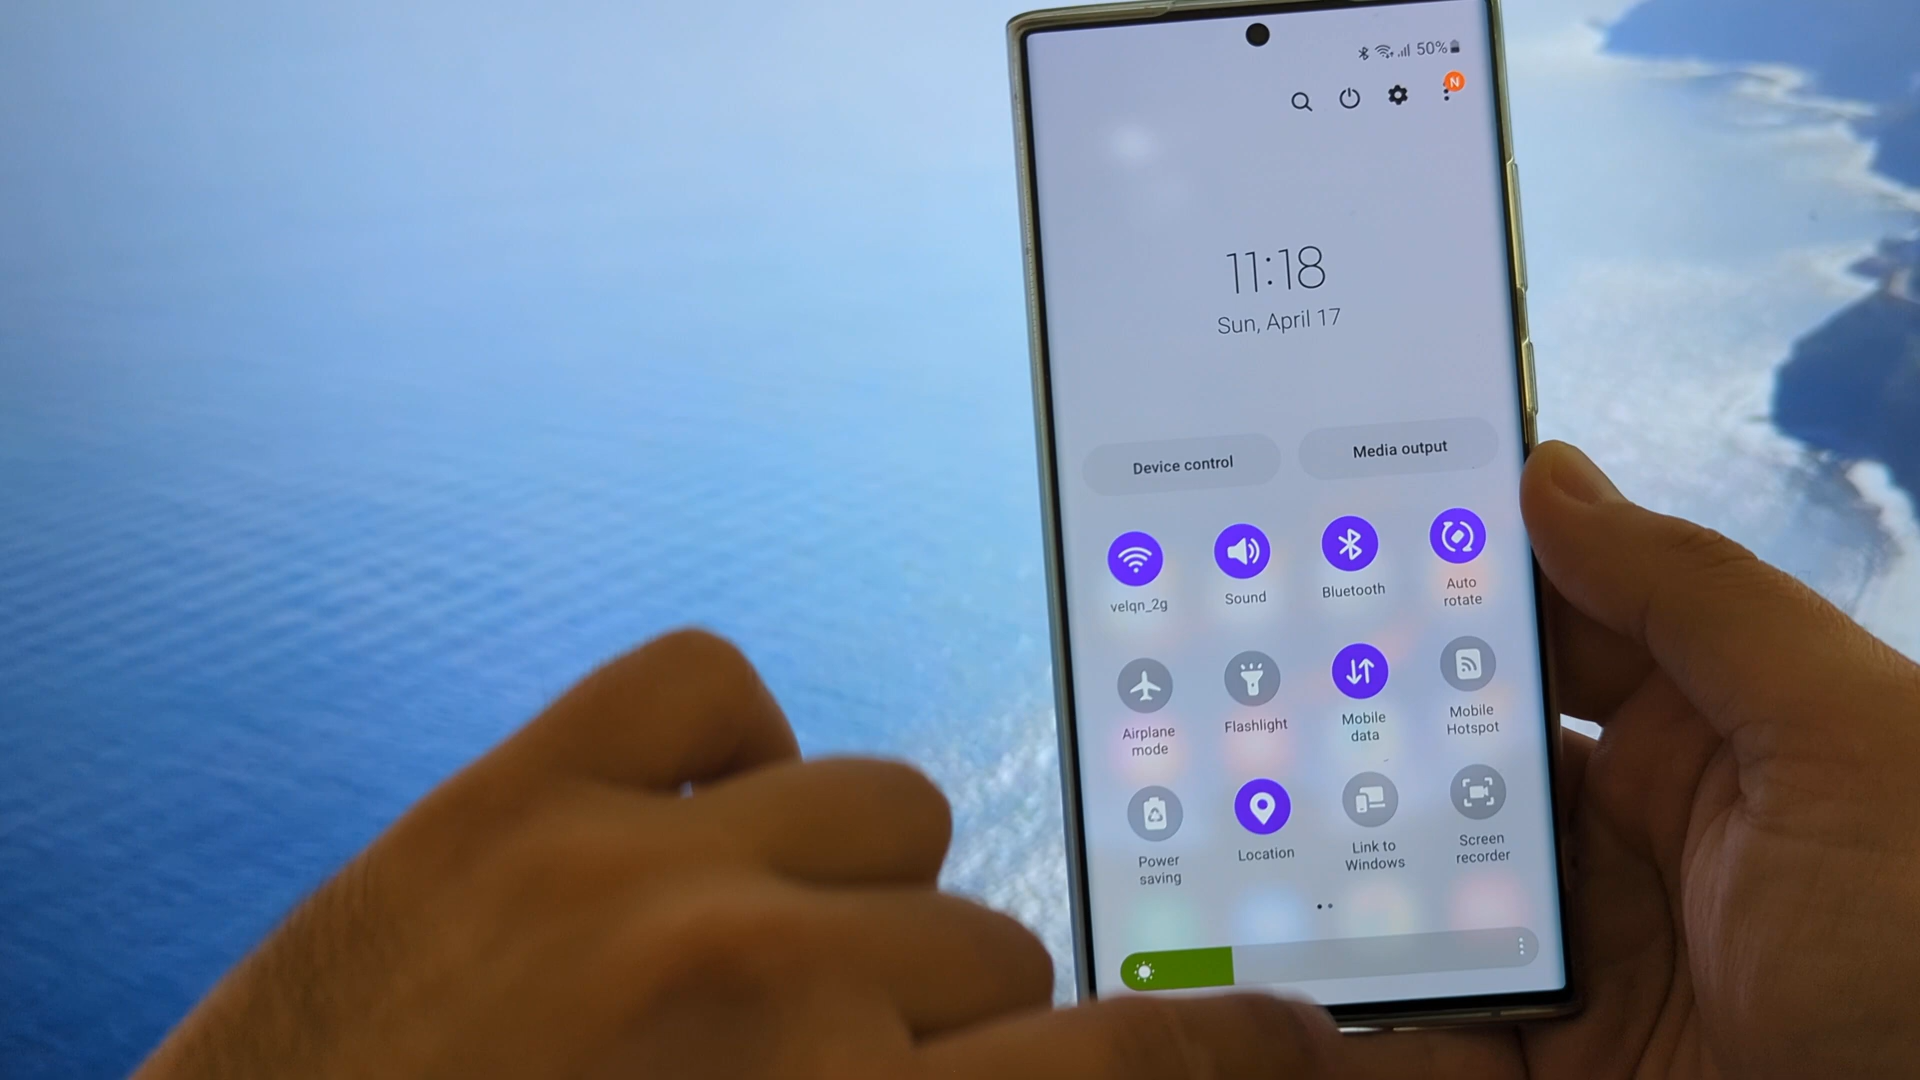 50%
N
11:18
Sun, April 17
Device control
Media output
velqn_2g
Sound
Bluetooth
Auto
rotate
Airplane
mode
Flashlight
Mobile
data
Mobile
Hotspot
Power
saving
Location
Link to
Windows
Screen
recorder